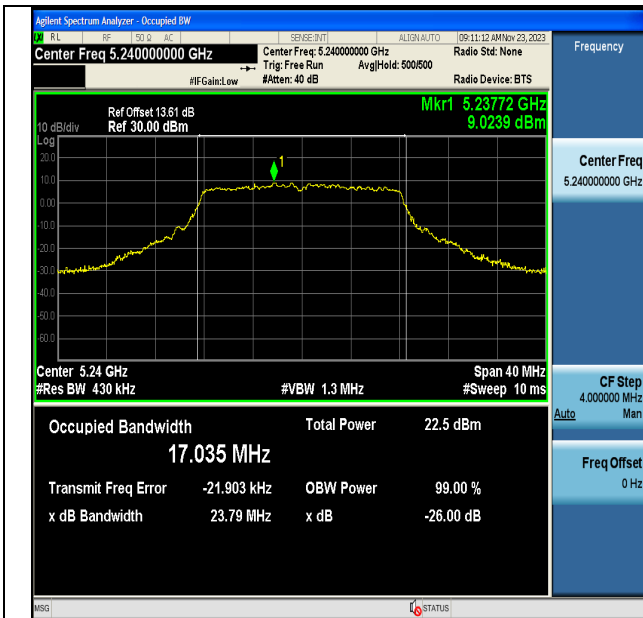 Agilent Spectrum Analyzer - Occupied BW
RL RF 50 Ω AC SENSE:INT ALIGN AUTO 09:11:12 AM Nov 23, 2023
Center Freq 5.240000000 GHz
Center Freq: 5.240000000 GHz
Radio Std: None
Trig: Free Run Avg|Hold: 500/500
#IFGain:Low #Atten: 40 dB Radio Device: BTS
Mkr1 5.23772 GHz
9.0239 dBm
Ref Offset 13.61 dB
10 dB/div Ref 30.00 dBm
Log
20.0
10.0
0.00
-10.0
-20.0
-30.0
-40.0
-50.0
-60.0
1
Center 5.24 GHz Span 40 MHz
#Res BW 430 kHz #VBW 1.3 MHz #Sweep 10 ms
Occupied Bandwidth Total Power 22.5 dBm
17.035 MHz
Transmit Freq Error -21.903 kHz OBW Power 99.00 %
x dB Bandwidth 23.79 MHz x dB -26.00 dB
MSG STATUS
Frequency
Center Freq
5.240000000 GHz
CF Step
4.000000 MHz
Auto Man
Freq Offset
0 Hz